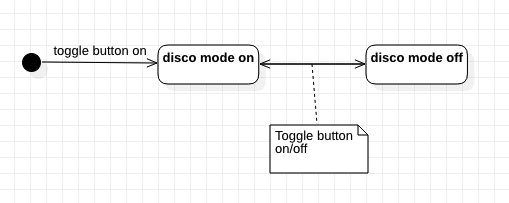 toggle button on
disco mode on
disco mode off
Toggle button
on/off